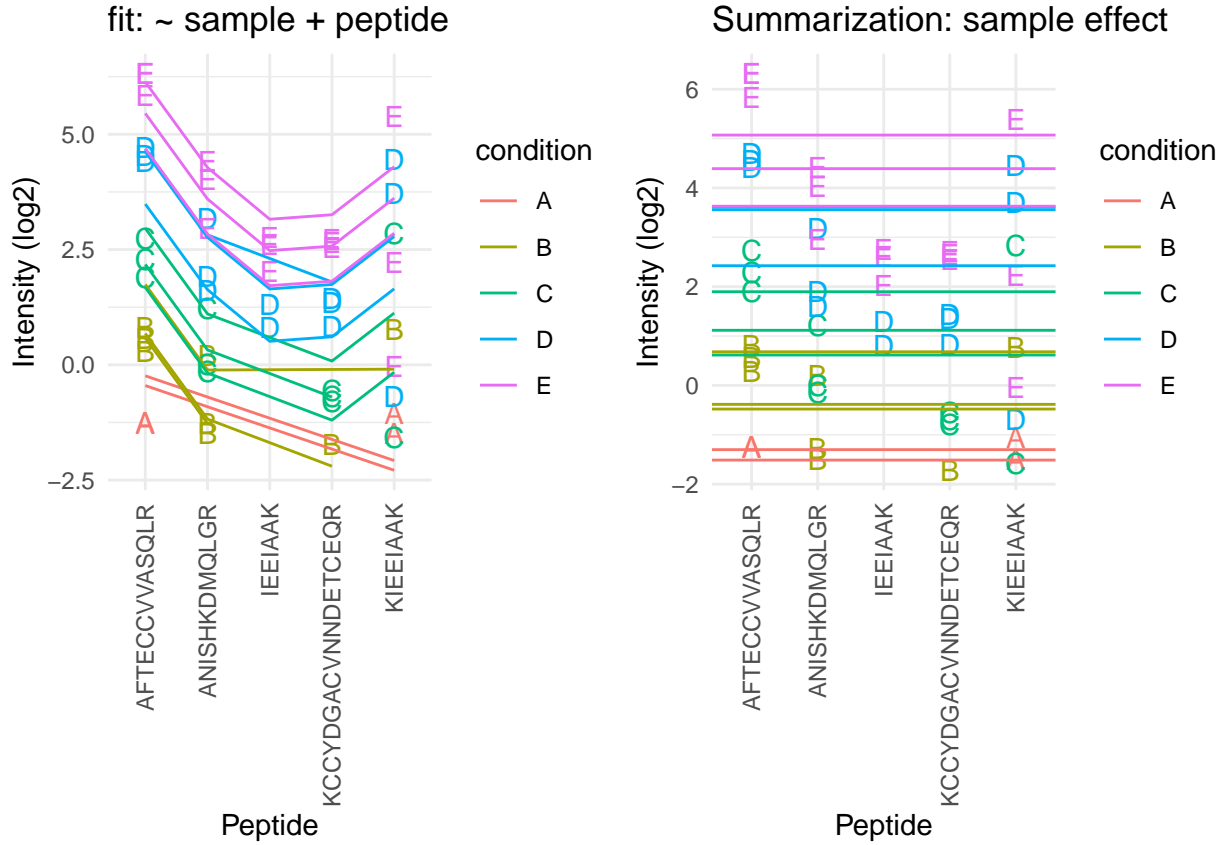 fit: ~ sample + peptide
Intensity (log2)
5.0
2.5
0.0
−2.5
AFTECCVVASQLR
ANISHKDMQLGR
IEEIAAK
KCCYDGACVNNDETCEQR
KIEEIAAK
Peptide
condition
A
B
C
D
E
Summarization: sample effect
Intensity (log2)
6
4
2
0
−2
AFTECCVVASQLR
ANISHKDMQLGR
IEEIAAK
KCCYDGACVNNDETCEQR
KIEEIAAK
Peptide
condition
A
B
C
D
E